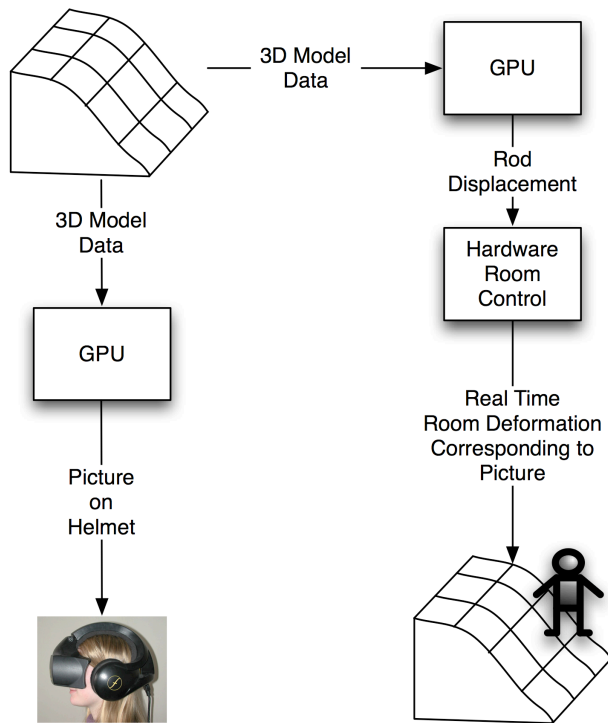 3D Model
Data
GPU
Rod
Displacement
3D Model
Data
Hardware
Room
Control
GPU
Real Time
Room Deformation
Corresponding to
Picture
Picture
on
Helmet